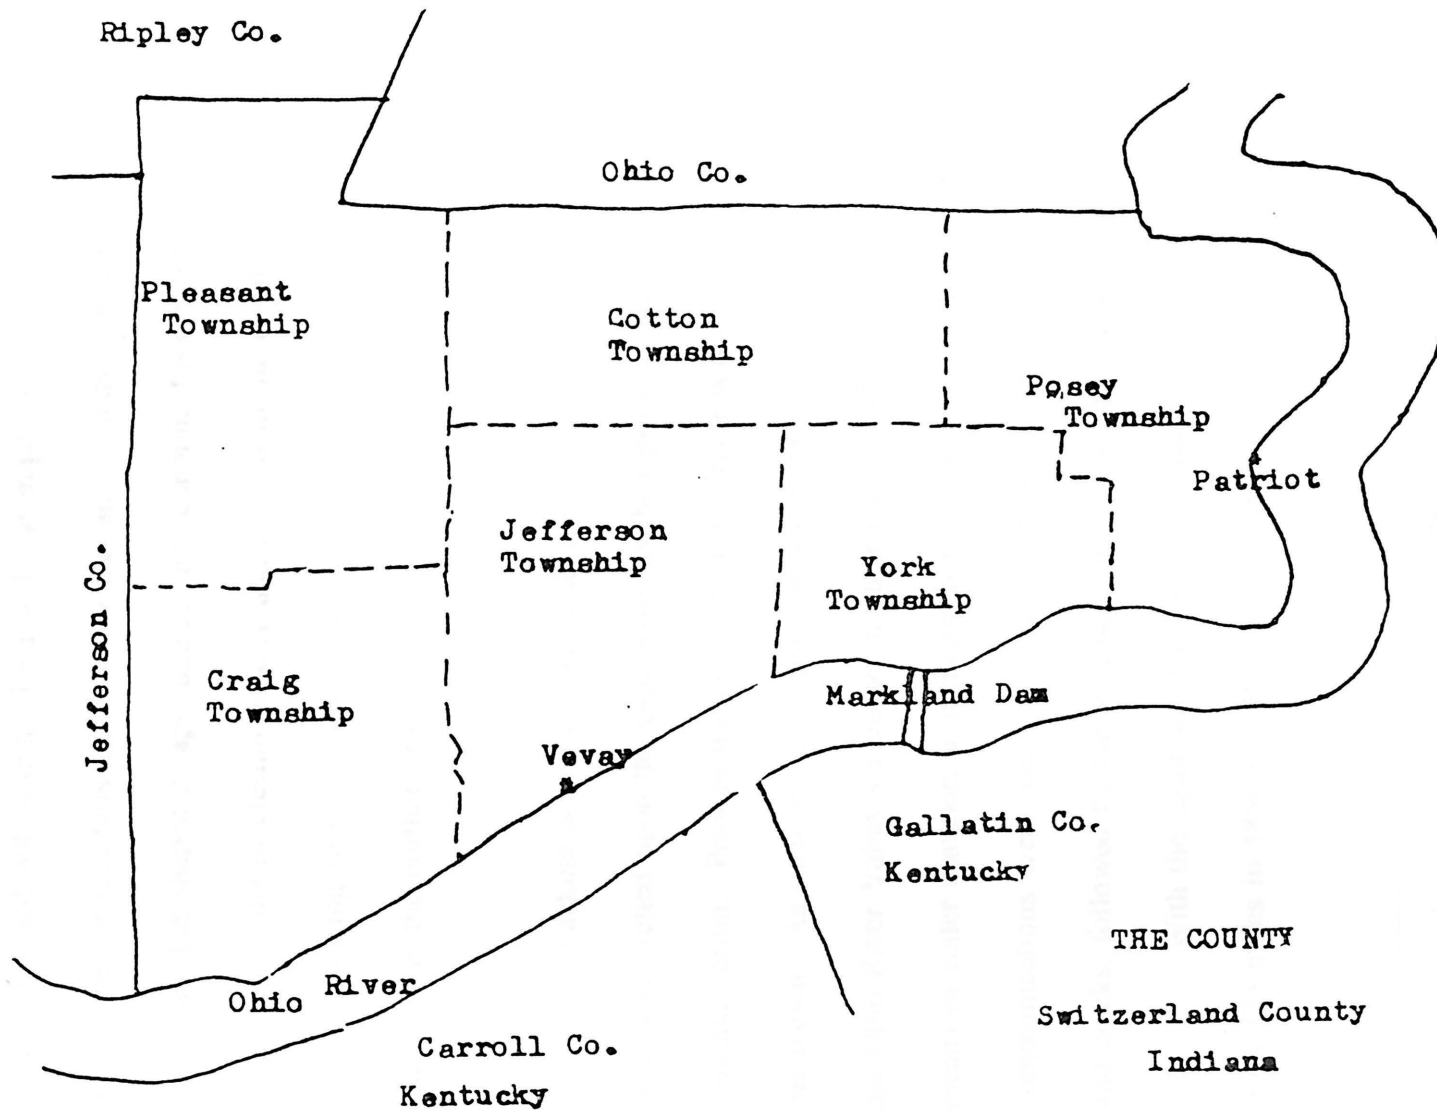 Ripley Co.
Ohio Co.
Pleasant
Township
Cotton
Township
Posey
Township
Patriot
Jefferson
Township
York
Township
Jefferson Co.
Craig
Township
Markland Dam
Vevay
Gallatin Co.
Kentucky
THE COUNTY
Ohio River
Switzerland County
Indiana
Carroll Co.
Kentucky